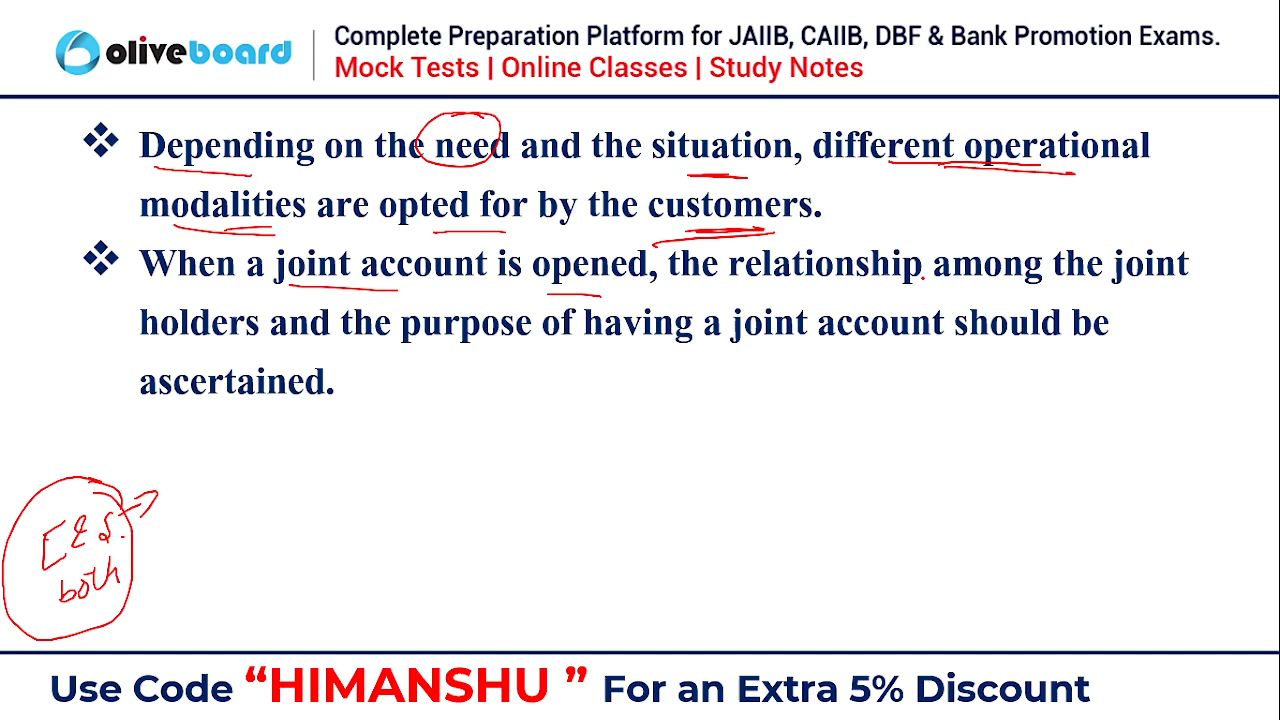 oliveboard
Complete Preparation Platform for JAIIB, CAIIB, DBF & Bank Promotion Exams.
Mock Tests | Online Classes | Study Notes
❖ Depending on the need and the situation, different operational
modalities are opted for by the customers.
❖ When a joint account is opened, the relationship among the joint
holders and the purpose of having a joint account should be
ascertained.
E & S.
both
Use Code “HIMANSHU ” For an Extra 5% Discount